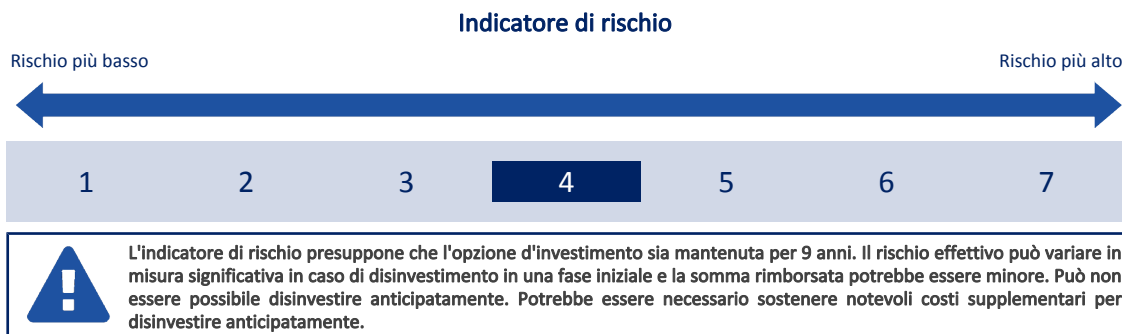 Indicatore di rischio
Rischio più basso Rischio più alto
1 2 3 4 5 6 7
L'indicatore di rischio presuppone che l'opzione d'investimento sia mantenuta per 9 anni. Il rischio effettivo può variare in
misura significativa in caso di disinvestimento in una fase iniziale e la somma rimborsata potrebbe essere minore. Può non
essere possibile disinvestire anticipatamente. Potrebbe essere necessario sostenere notevoli costi supplementari per
disinvestire anticipatamente.